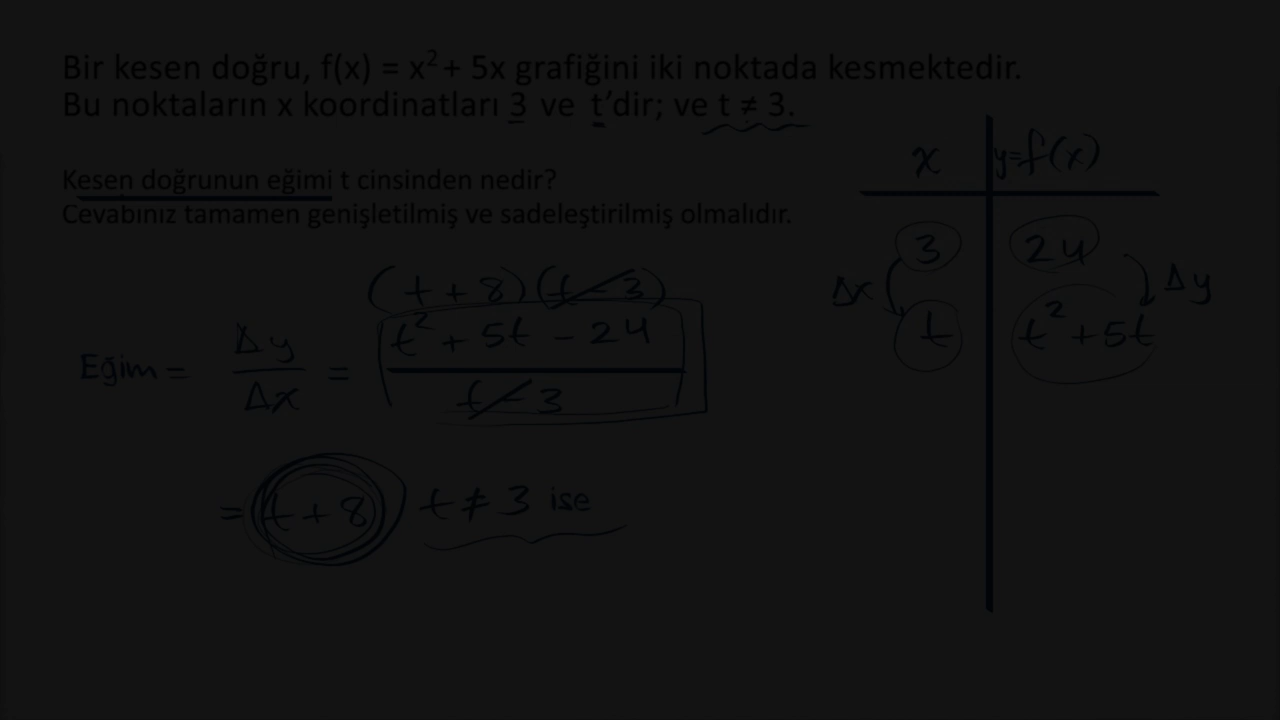 Bir kesen doğru, f(x) = x² + 5x grafiğini iki noktada kesmektedir.
Bu noktaların x koordinatları 3 ve t'dir; ve t ≠ 3.
Kesen doğrunun eğimi t cinsinden nedir?
Cevabınız tamamen genişletilmiş ve sadeleştirilmiş olmalıdır.
x y=f(x)
3 24
Δx Δy
t t² + 5t
(t + 8)(t - 3)
Eğim = Δy/Δx = t² + 5t - 24 / t - 3
= t + 8 t ≠ 3 ise